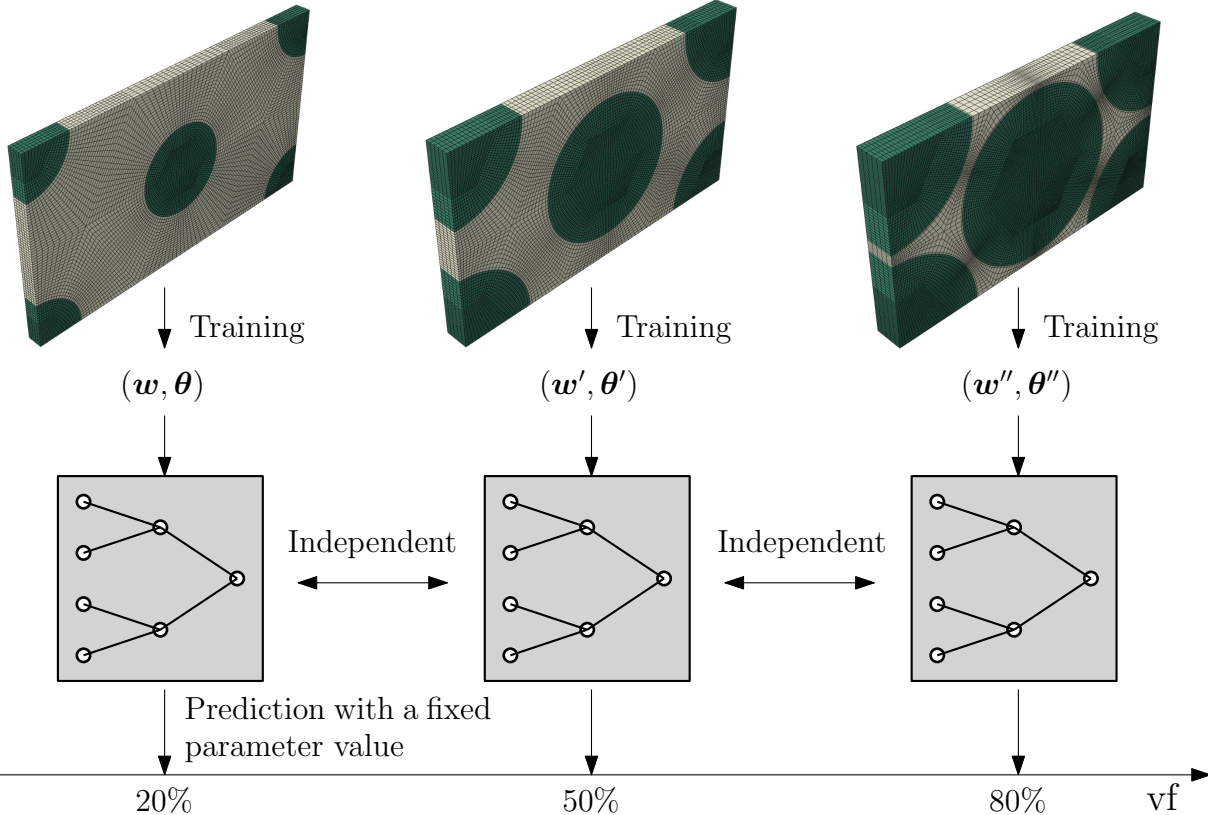 Training Training Training
(w, θ) (w′, θ′) (w″, θ″)
Independent Independent
Prediction with a fixed
parameter value
20% 50% 80% vf